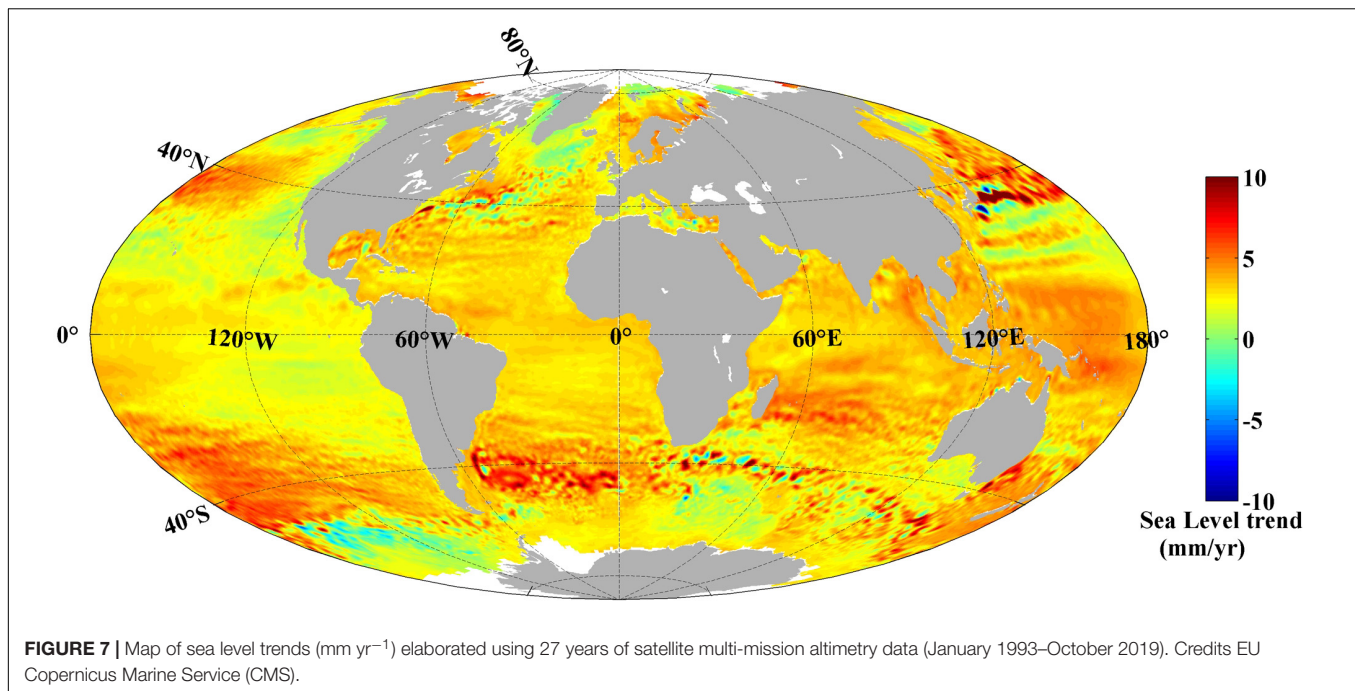 80°N
40°N
0°
120°W
60°W
0°
60°E
120°E
180°
40°S
10
5
0
-5
-10
Sea Level trend
(mm/yr)
FIGURE 7 | Map of sea level trends (mm yr−1) elaborated using 27 years of satellite multi-mission altimetry data (January 1993–October 2019). Credits EU
Copernicus Marine Service (CMS).